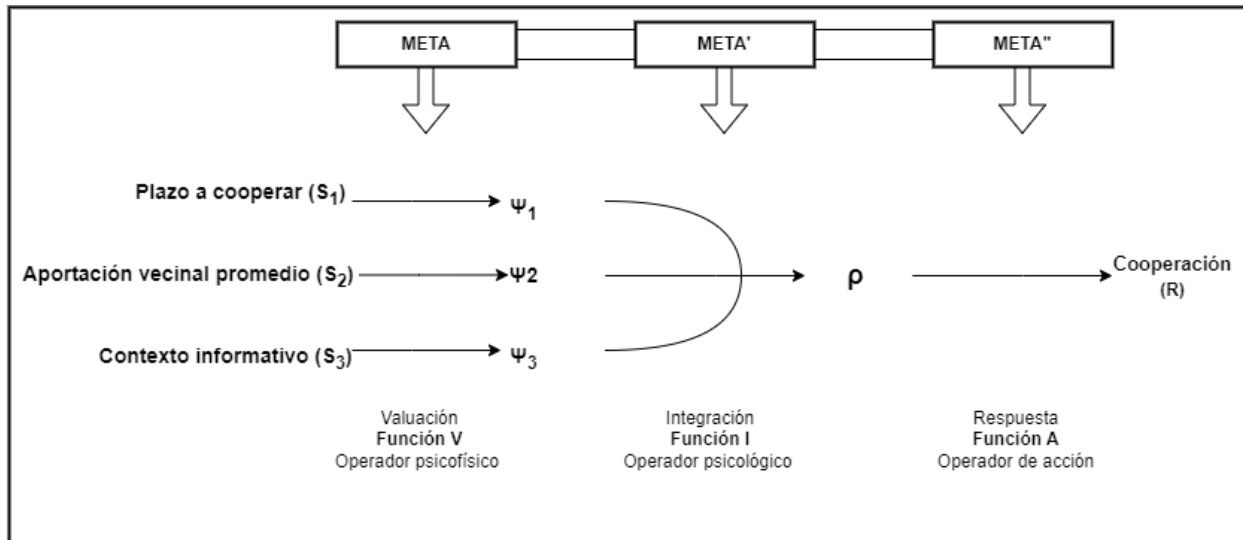 META
META'
META"
Plazo a cooperar (S₁)
Ψ₁
Aportación vecinal promedio (S₂)
Ψ2
ρ
Cooperación
(R)
Contexto informativo (S₃)
Ψ₃
Valuación
Función V
Operador psicofísico
Integración
Función I
Operador psicológico
Respuesta
Función A
Operador de acción